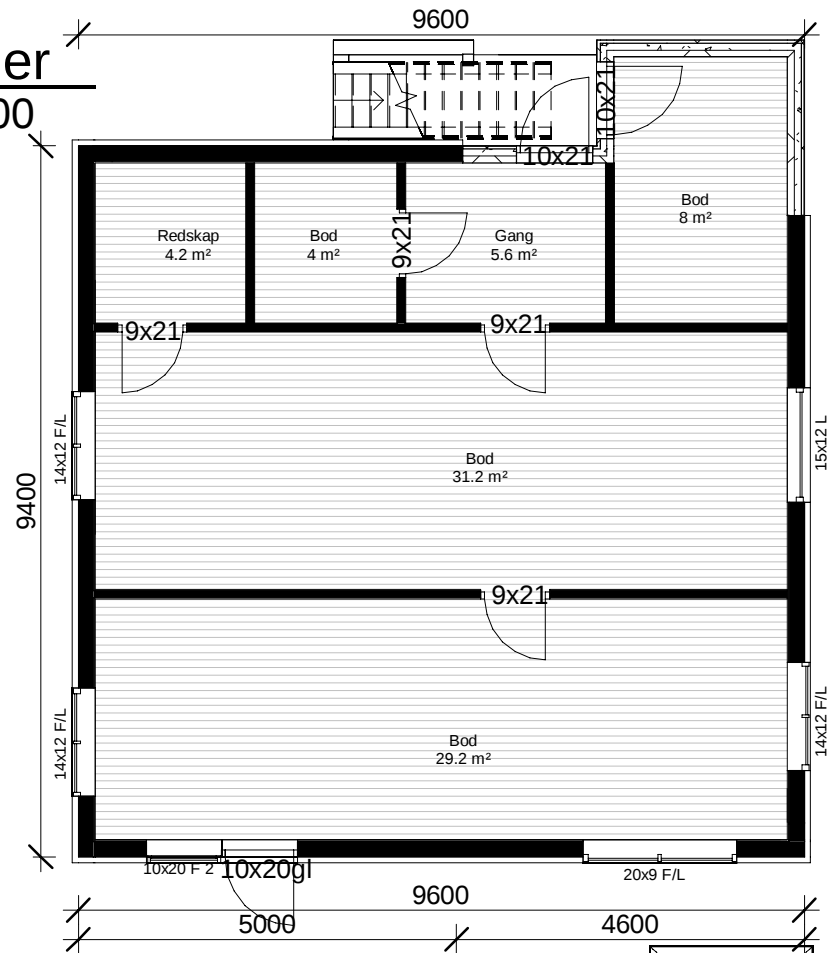 9600
er
00
10x21
10x21
Bod
8 m²
Redskap
4.2 m²
Bod
4 m²
9x21
Gang
5.6 m²
9x21
9x21
14x12 F/L
15x12 L
Bod
31.2 m²
9400
9x21
14x12 F/L
14x12 F/L
Bod
29.2 m²
10x20 F 2
10x20gl
20x9 F/L
9600
5000
4600